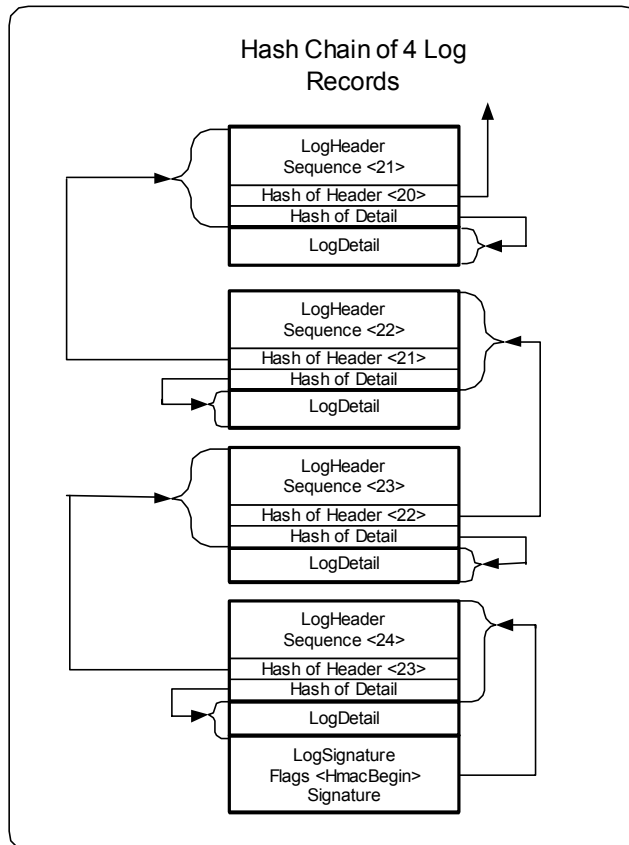 Hash Chain of 4 Log
Records
LogHeader
Sequence <21>
Hash of Header <20>
Hash of Detail
LogDetail
LogHeader
Sequence <22>
Hash of Header <21>
Hash of Detail
LogDetail
LogHeader
Sequence <23>
Hash of Header <22>
Hash of Detail
LogDetail
LogHeader
Sequence <24>
Hash of Header <23>
Hash of Detail
LogDetail
LogSignature
Flags <HmacBegin>
Signature